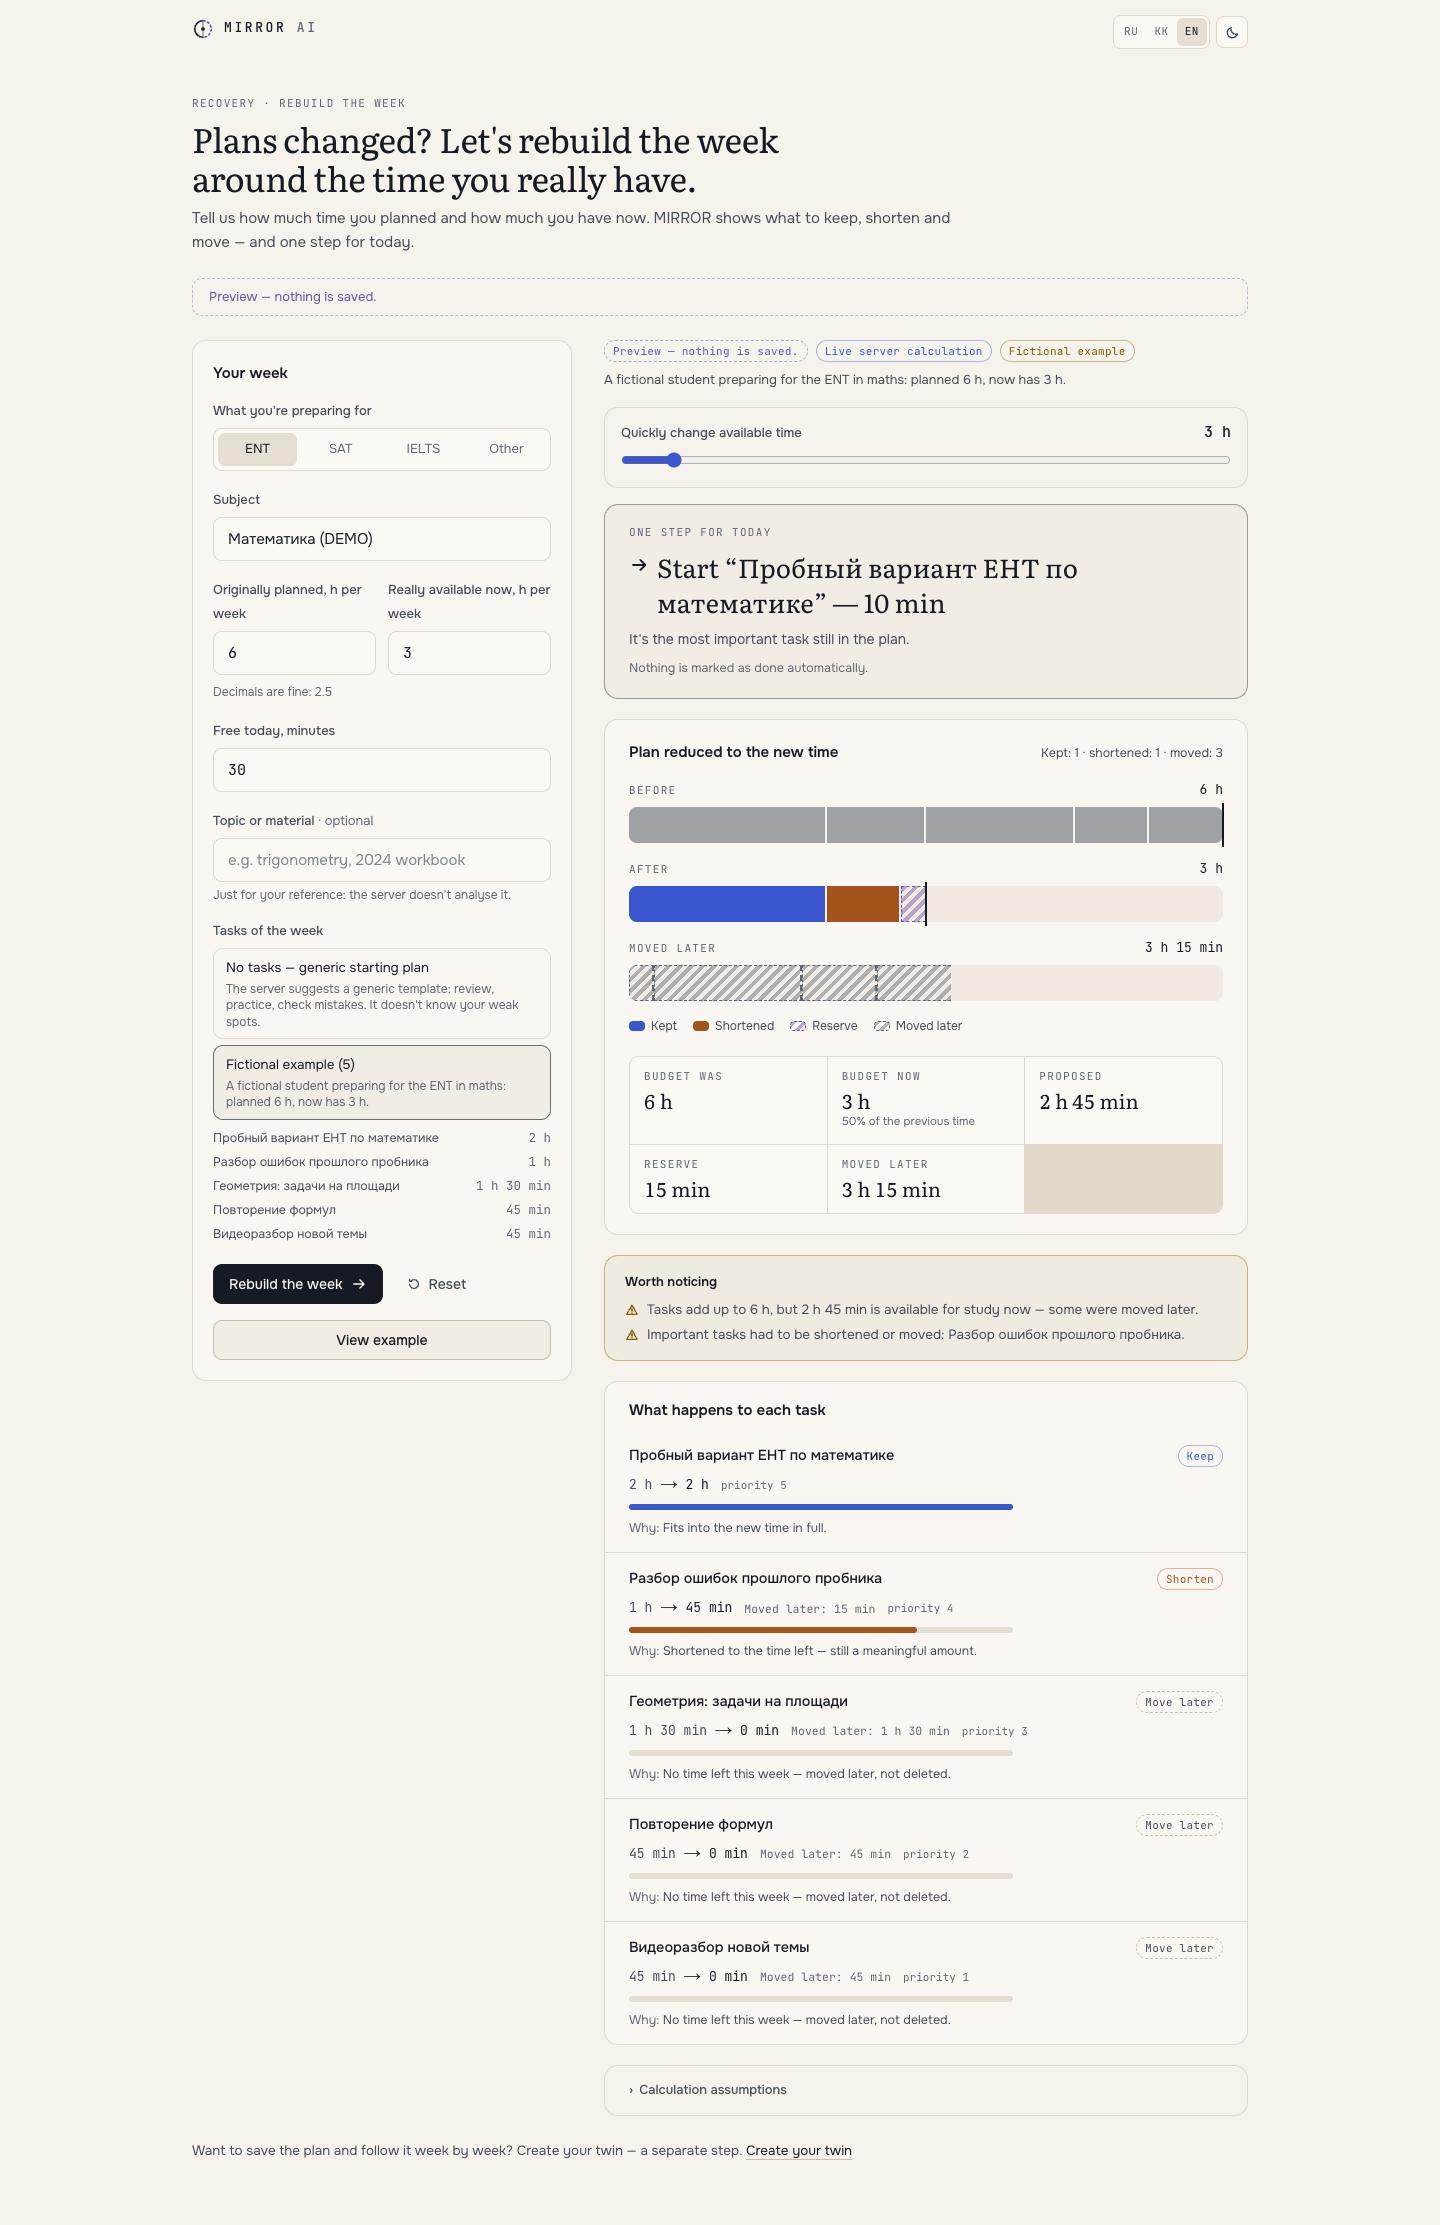 MIRROR AI
RU KK EN
RECOVERY · REBUILD THE WEEK
Plans changed? Let's rebuild the week
around the time you really have.
Tell us how much time you planned and how much you have now. MIRROR shows what to keep, shorten and
move — and one step for today.
Preview — nothing is saved.
Your week
What you're preparing for
ENT SAT IELTS Other
Subject
Математика (DEMO)
Originally planned, h per
week
Really available now, h per
week
6
3
Decimals are fine: 2.5
Free today, minutes
30
Topic or material · optional
e.g. trigonometry, 2024 workbook
Just for your reference: the server doesn't analyse it.
Tasks of the week
No tasks — generic starting plan
The server suggests a generic template: review,
practice, check mistakes. It doesn't know your weak
spots.
Fictional example (5)
A fictional student preparing for the ENT in maths:
planned 6 h, now has 3 h.
Пробный вариант ЕНТ по математике 2 h
Разбор ошибок прошлого пробника 1 h
Геометрия: задачи на площади 1 h 30 min
Повторение формул 45 min
Видеоразбор новой темы 45 min
Rebuild the week →
Reset
View example
Preview — nothing is saved. Live server calculation Fictional example
A fictional student preparing for the ENT in maths: planned 6 h, now has 3 h.
Quickly change available time 3 h
ONE STEP FOR TODAY
→ Start “Пробный вариант ЕНТ по
математике” — 10 min
It's the most important task still in the plan.
Nothing is marked as done automatically.
Plan reduced to the new time Kept: 1 · shortened: 1 · moved: 3
BEFORE 6 h
AFTER 3 h
MOVED LATER 3 h 15 min
Kept Shortened Reserve Moved later
BUDGET WAS
6 h
BUDGET NOW
3 h
50% of the previous time
PROPOSED
2 h 45 min
RESERVE
15 min
MOVED LATER
3 h 15 min
Worth noticing
Tasks add up to 6 h, but 2 h 45 min is available for study now — some were moved later.
Important tasks had to be shortened or moved: Разбор ошибок прошлого пробника.
What happens to each task
Пробный вариант ЕНТ по математике Keep
2 h → 2 h priority 5
Why: Fits into the new time in full.
Разбор ошибок прошлого пробника Shorten
1 h → 45 min Moved later: 15 min priority 4
Why: Shortened to the time left — still a meaningful amount.
Геометрия: задачи на площади Move later
1 h 30 min → 0 min Moved later: 1 h 30 min priority 3
Why: No time left this week — moved later, not deleted.
Повторение формул Move later
45 min → 0 min Moved later: 45 min priority 2
Why: No time left this week — moved later, not deleted.
Видеоразбор новой темы Move later
45 min → 0 min Moved later: 45 min priority 1
Why: No time left this week — moved later, not deleted.
› Calculation assumptions
Want to save the plan and follow it week by week? Create your twin — a separate step. Create your twin